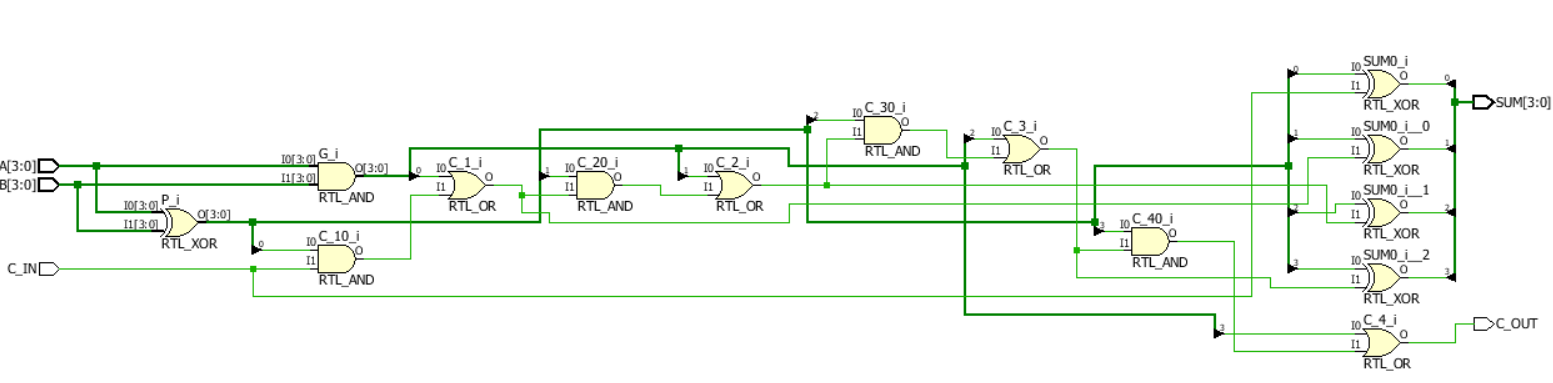 A[3:0]
B[3:0]
C_IN
I0[3:0]
I1[3:0]
P_i
O[3:0]
RTL_XOR
I0[3:0]
I1[3:0]
G_i
O[3:0]
RTL_AND
0
I0
I1
C_10_i
O
RTL_AND
0
I0
I1
C_1_i
O
RTL_OR
1
I0
I1
C_20_i
O
RTL_AND
1
I0
I1
C_2_i
O
RTL_OR
2
I0
I1
C_30_i
O
RTL_AND
2
I0
I1
C_3_i
O
RTL_OR
3
I0
I1
C_40_i
O
RTL_AND
0
I0
I1
SUM0_i
O
RTL_XOR
0
1
I0
I1
SUM0_i__0
O
RTL_XOR
1
2
I0
I1
SUM0_i__1
O
RTL_XOR
2
3
I0
I1
SUM0_i__2
O
RTL_XOR
3
3
I0
I1
C_4_i
O
RTL_OR
SUM[3:0]
C_OUT